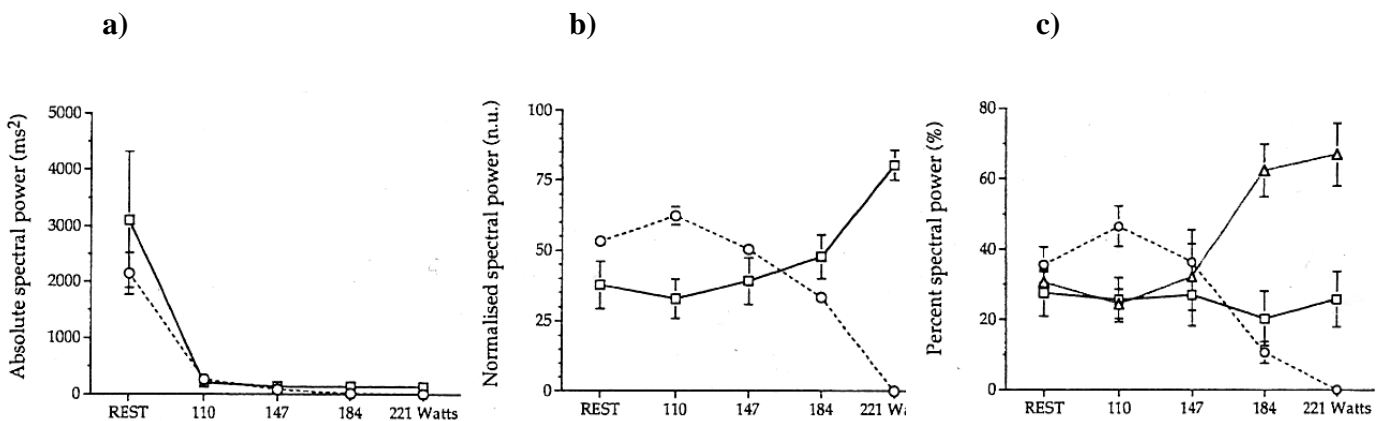 a)
b)
c)
Absolute spectral power (ms²)
5000
4000
3000
2000
1000
0
REST 110 147 184 221 Watts
Normalised spectral power (n.u.)
100
75
50
25
0
REST 110 147 184 221 Wa
Percent spectral power (%)
80
60
40
20
0
REST 110 147 184 221 Watts